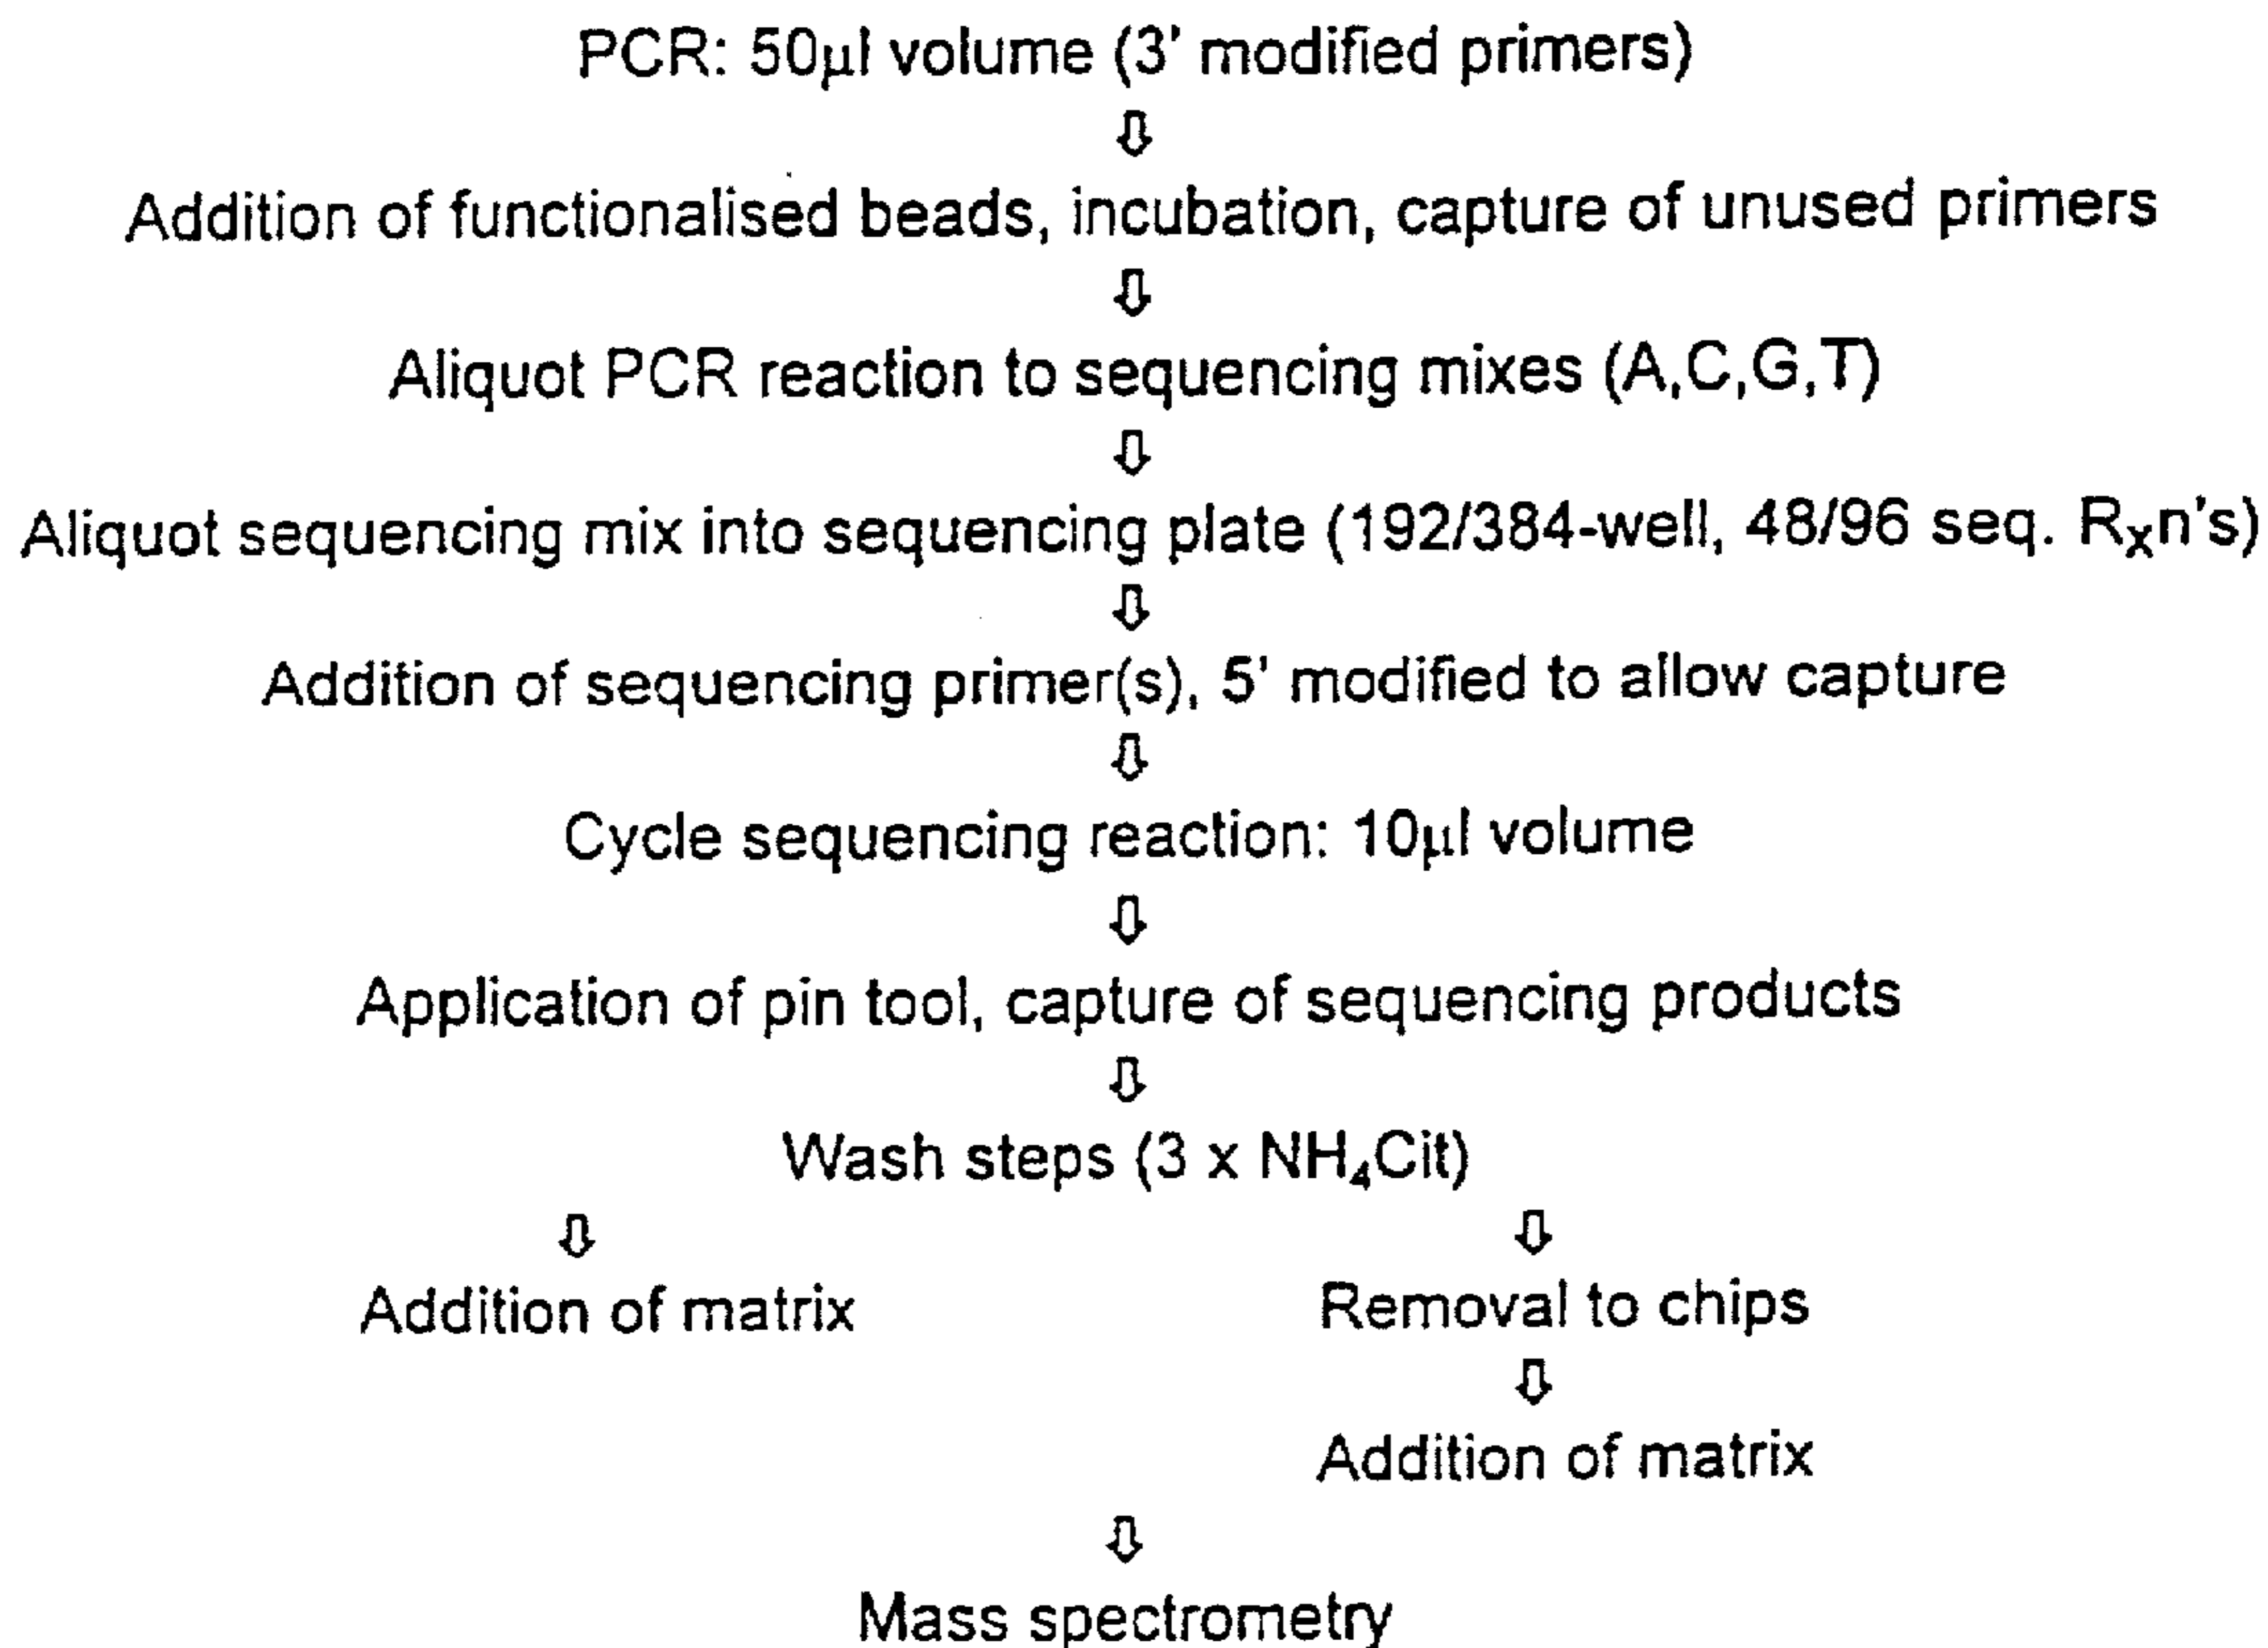 PCR: 50µl volume (3' modified primers)
⇩
Addition of functionalised beads, incubation, capture of unused primers
⇩
Aliquot PCR reaction to sequencing mixes (A,C,G,T)
⇩
Aliquot sequencing mix into sequencing plate (192/384-well, 48/96 seq. Rₓn's)
⇩
Addition of sequencing primer(s), 5' modified to allow capture
⇩
Cycle sequencing reaction: 10µl volume
⇩
Application of pin tool, capture of sequencing products
⇩
Wash steps (3 x NH₄Cit)
⇩ ⇩
Addition of matrix Removal to chips
⇩
Addition of matrix
⇩
Mass spectrometry